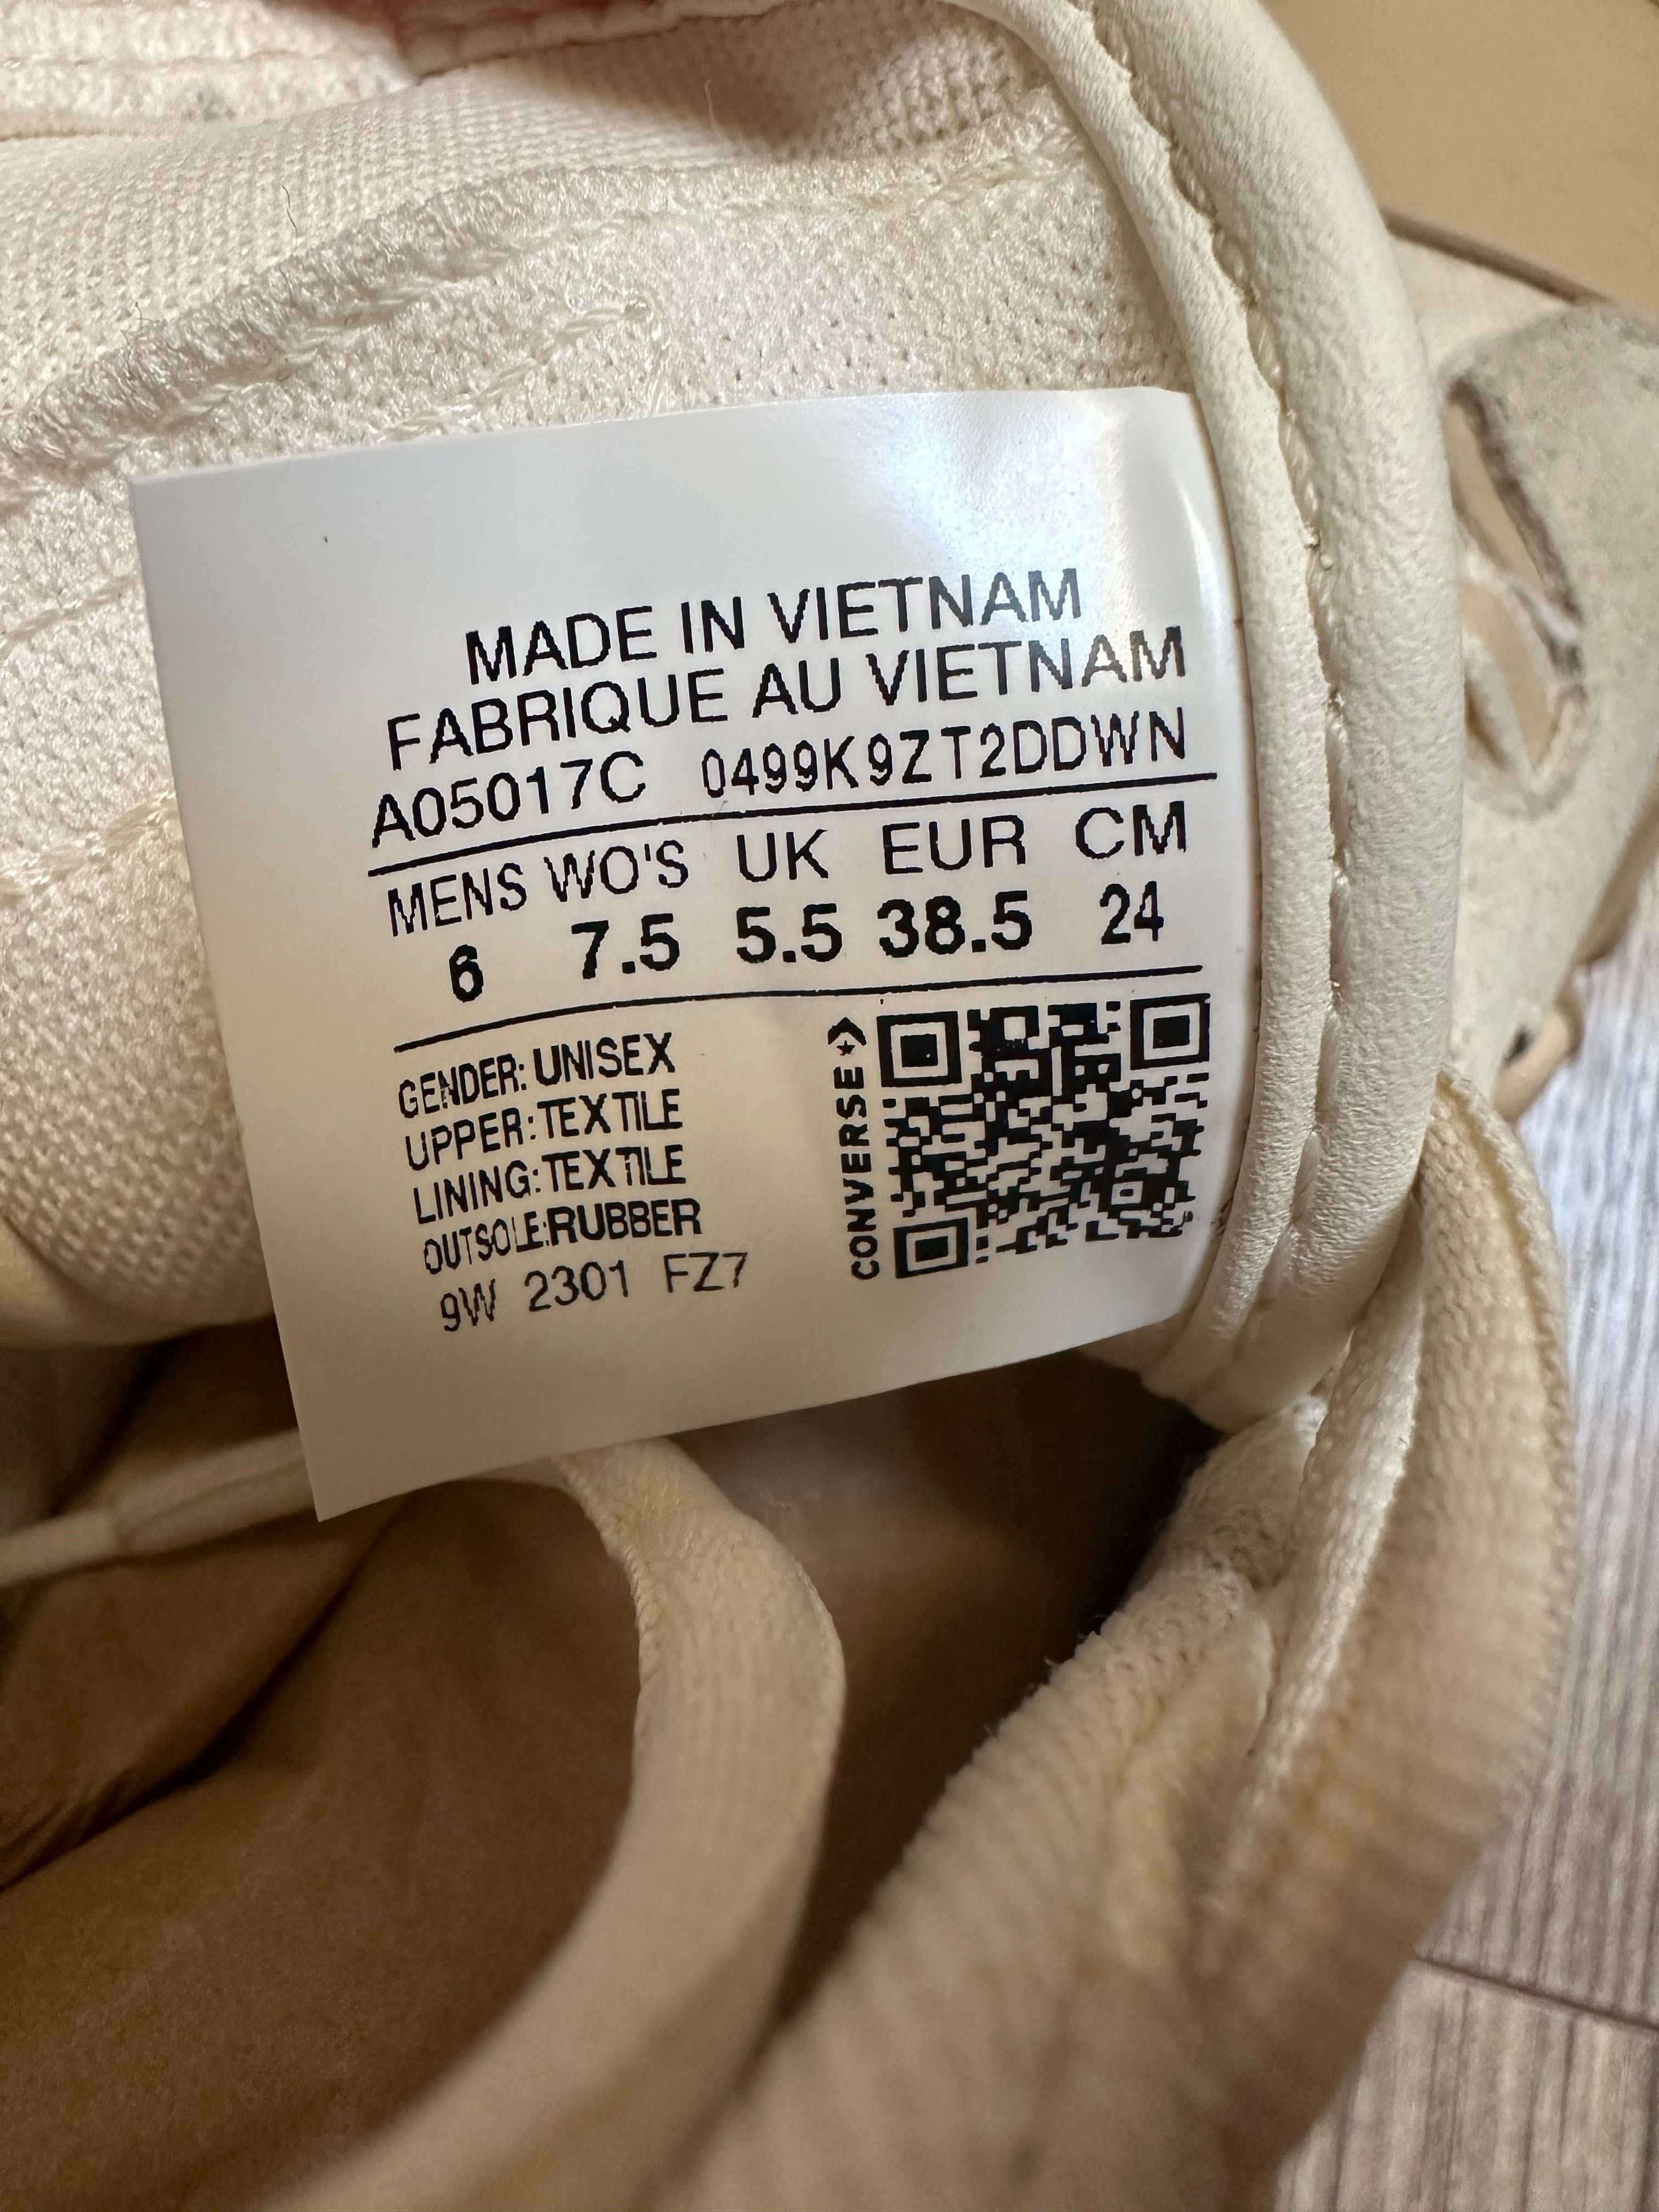 MADE IN VIETNAM
FABRIQUE AU VIETNAM
A05017C 0499K9ZT2DDWN
MENS WO'S UK EUR CM
6 7.5 5.5 38.5 24
GENDER: UNISEX
UPPER: TEXTILE
LINING: TEXTILE
OUTSOLE: RUBBER
9W 2301 FZ7
CONVERSE